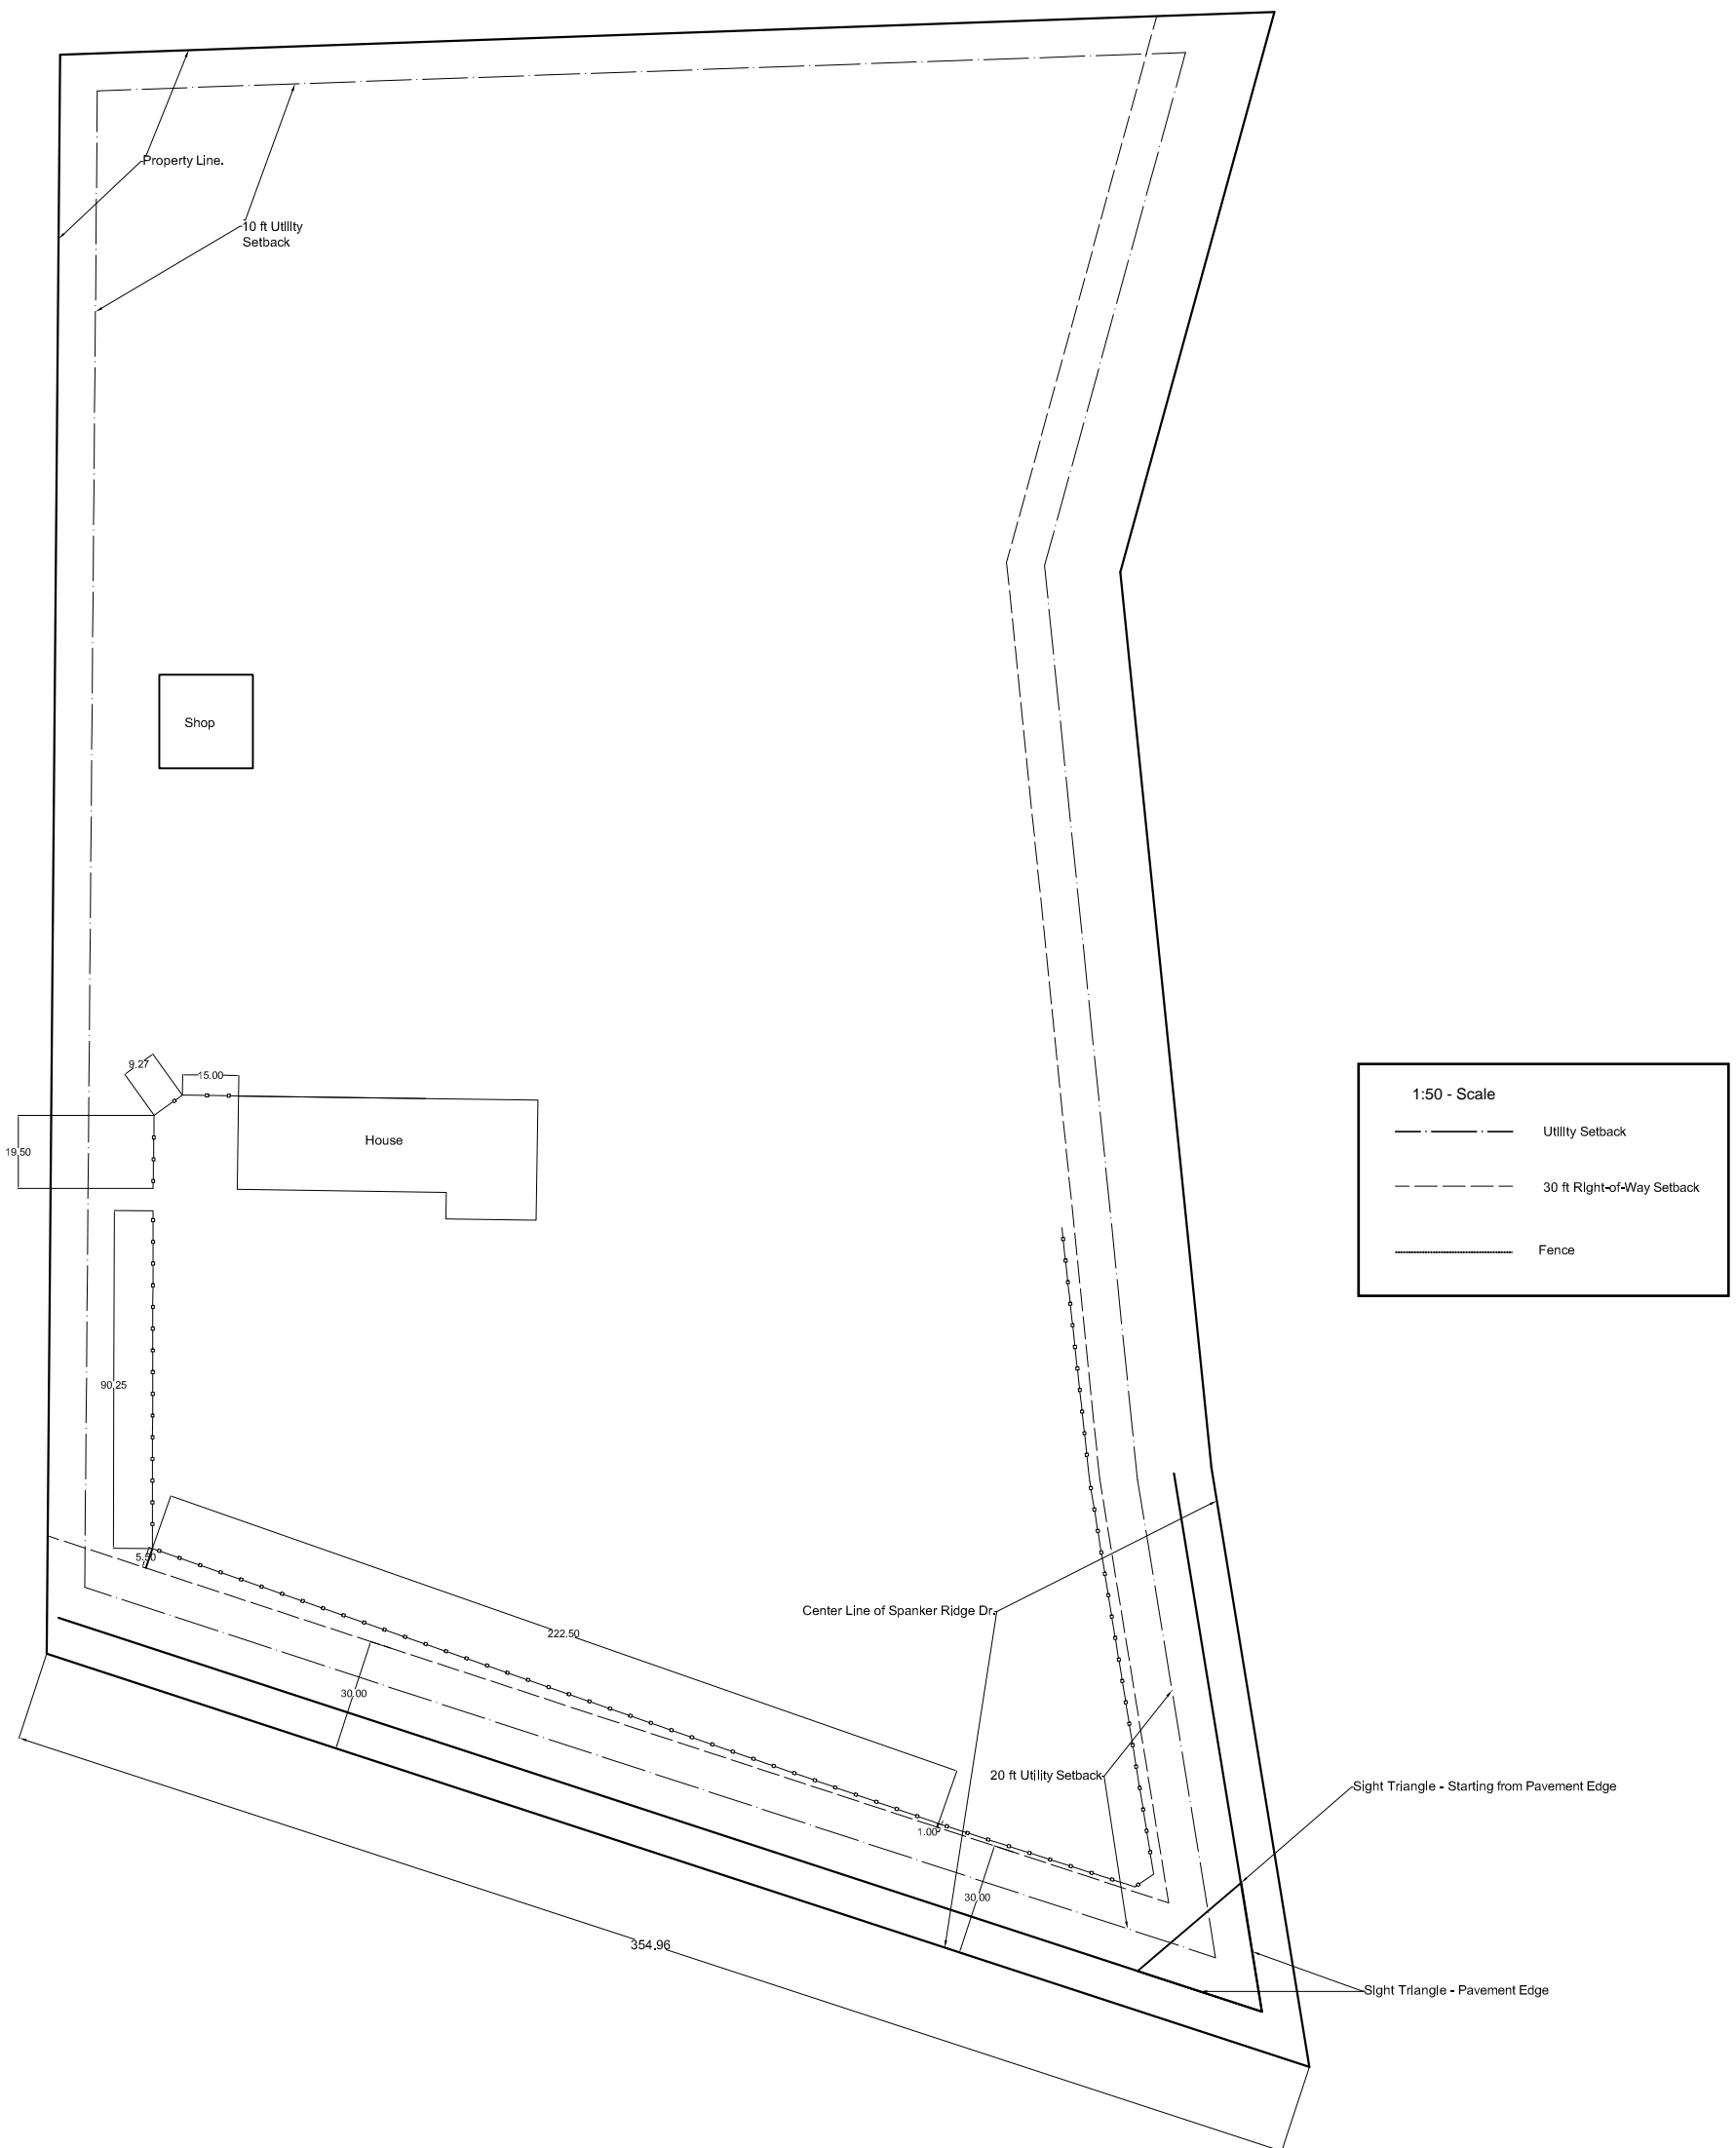 Property Line.
10 ft Utility
Setback
Shop
9.27
15.00
House
19.50
1:50 - Scale
Utility Setback
30 ft Right-of-Way Setback
Fence
90.25
5.50
Center Line of Spanker Ridge Dr.
222.50
30.00
20 ft Utility Setback
Sight Triangle - Starting from Pavement Edge
1.00
30.00
354.96
Sight Triangle - Pavement Edge